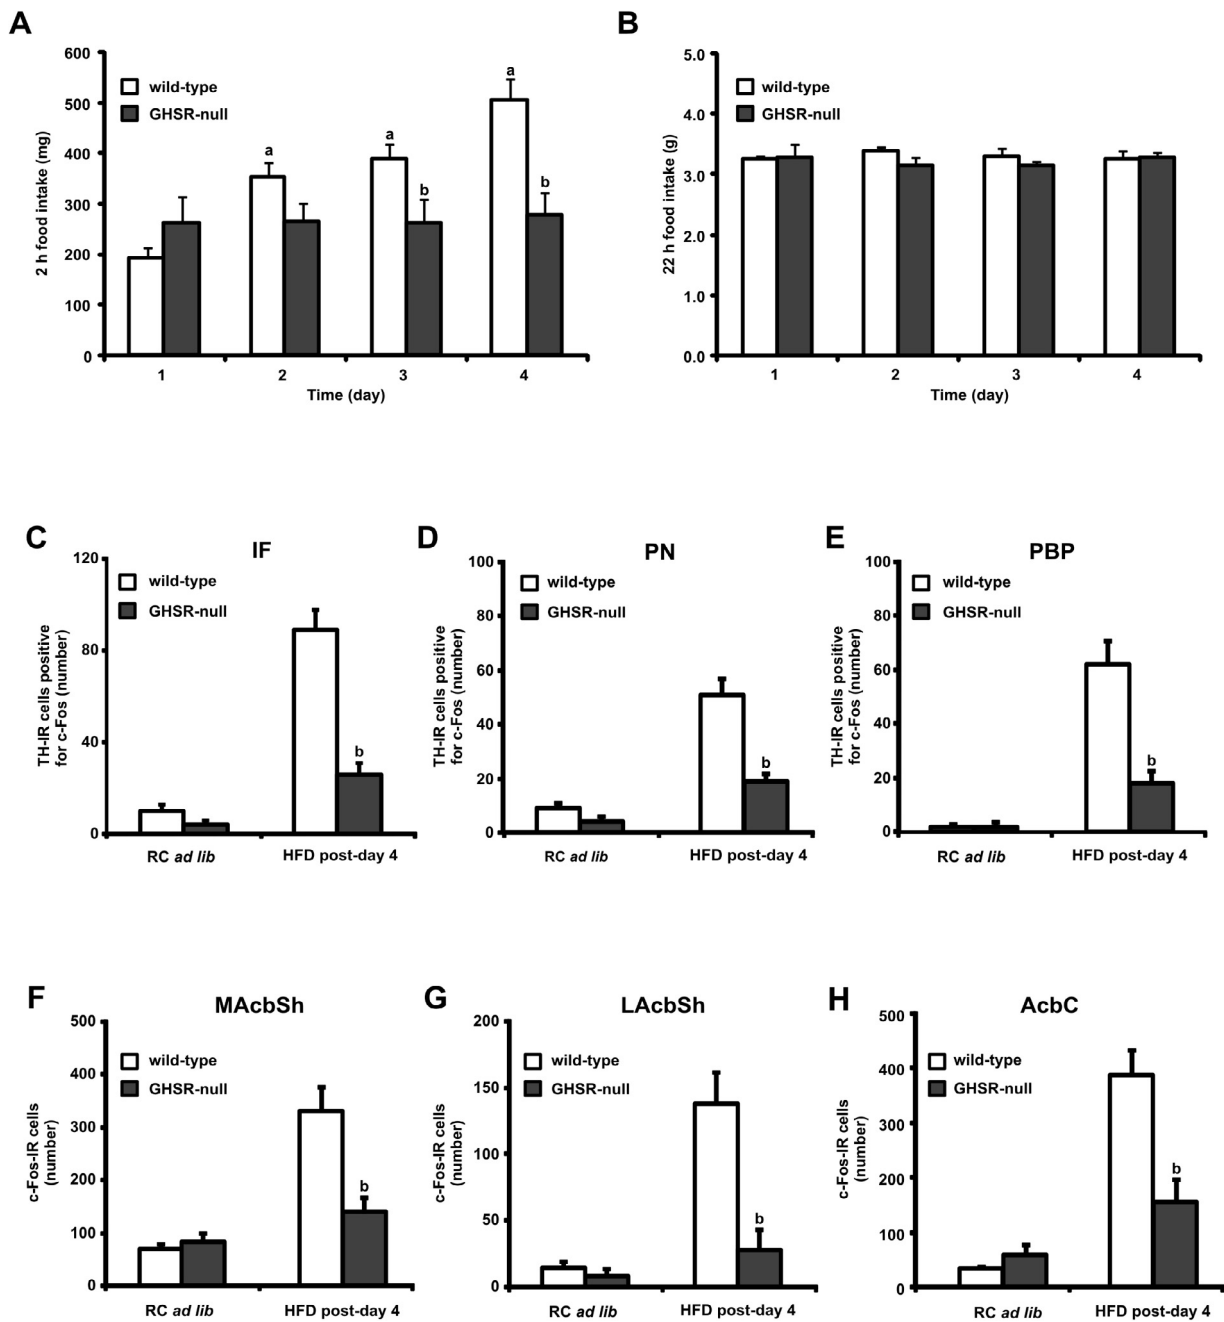 A
600
500
400
300
200
100
0
2 h food intake (mg)
wild-type
GHSR-null
a
a
b
a
b
1 2 3 4
Time (day)
B
5.0
4.0
3.0
2.0
1.0
0.0
22 h food intake (g)
wild-type
GHSR-null
1 2 3 4
Time (day)
C
IF
120
80
40
0
TH-IR cells positive
for c-Fos (number)
wild-type
GHSR-null
b
RC ad lib HFD post-day 4
D
PN
100
80
60
40
20
0
TH-IR cells positive
for c-Fos (number)
wild-type
GHSR-null
b
RC ad lib HFD post-day 4
E
PBP
100
80
60
40
20
0
TH-IR cells positive
for c-Fos (number)
wild-type
GHSR-null
b
RC ad lib HFD post-day 4
F
MAcbSh
500
400
300
200
100
0
c-Fos-IR cells
(number)
wild-type
GHSR-null
b
RC ad lib HFD post-day 4
G
LAcbSh
200
150
100
50
0
c-Fos-IR cells
(number)
wild-type
GHSR-null
b
RC ad lib HFD post-day 4
H
AcbC
500
400
300
200
100
0
c-Fos-IR cells
(number)
wild-type
GHSR-null
b
RC ad lib HFD post-day 4